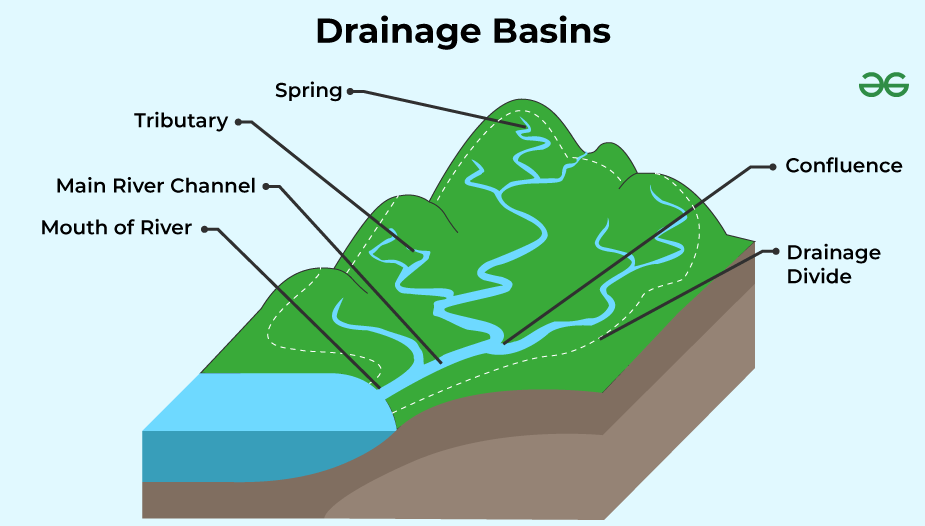 Drainage Basins
Spring
Tributary
Main River Channel
Mouth of River
Confluence
Drainage
Divide